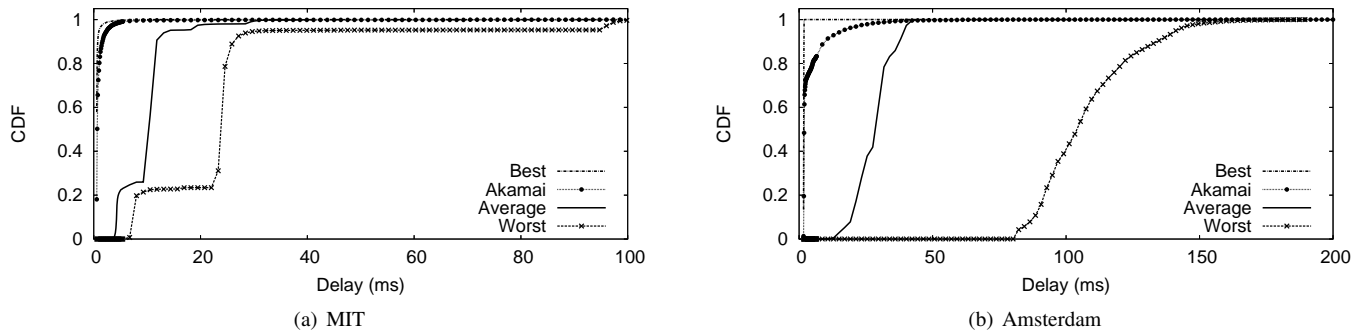 1
0.8
0.6
0.4
0.2
0
CDF
0 20 40 60 80 100
Delay (ms)
Best
Akamai
Average
Worst
(a) MIT
1
0.8
0.6
0.4
0.2
0
CDF
0 50 100 150 200
Delay (ms)
Best
Akamai
Average
Worst
(b) Amsterdam